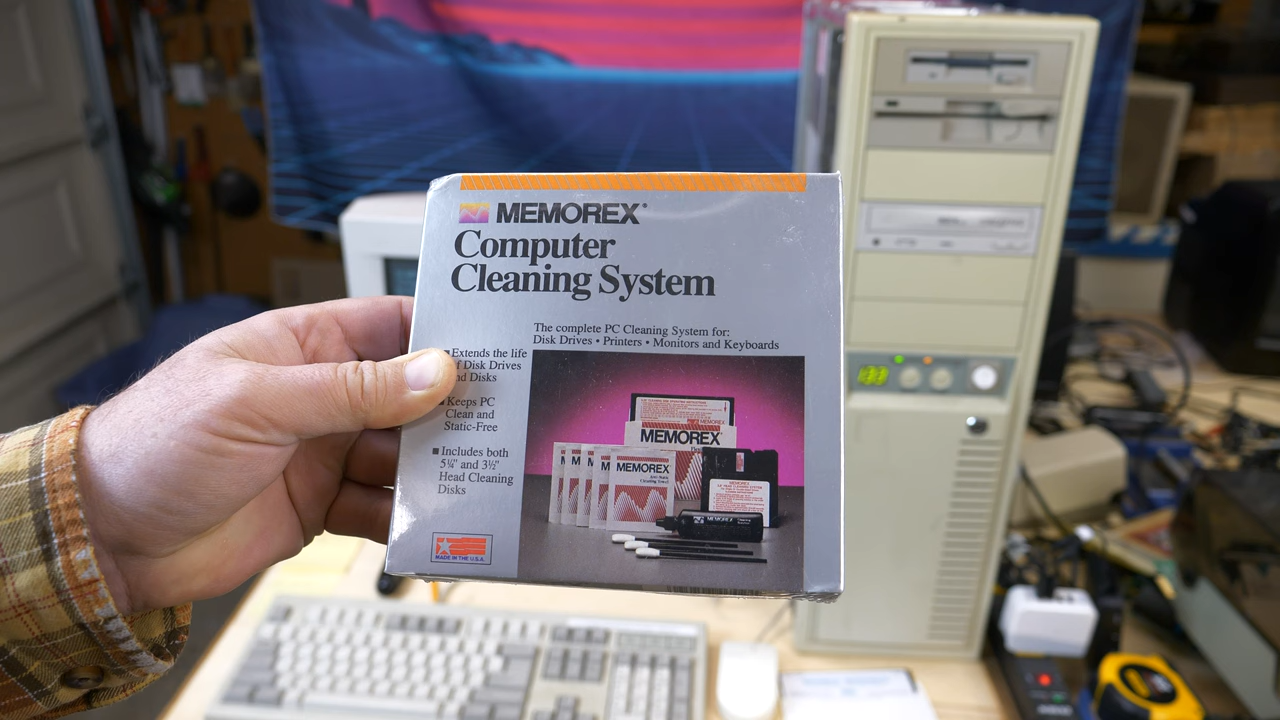 MEMOREX®
Computer
Cleaning System
The complete PC Cleaning System for:
Disk Drives • Printers • Monitors and Keyboards
■ Extends the life
of Disk Drives
and Disks
Keeps PC
Clean and
Static-Free
■ Includes both
5¼" and 3½"
Head Cleaning
Disks
MADE IN THE U.S.A.
MEMOREX
MEMOREX
MEMOREX
MEMOREX
MEMOREX